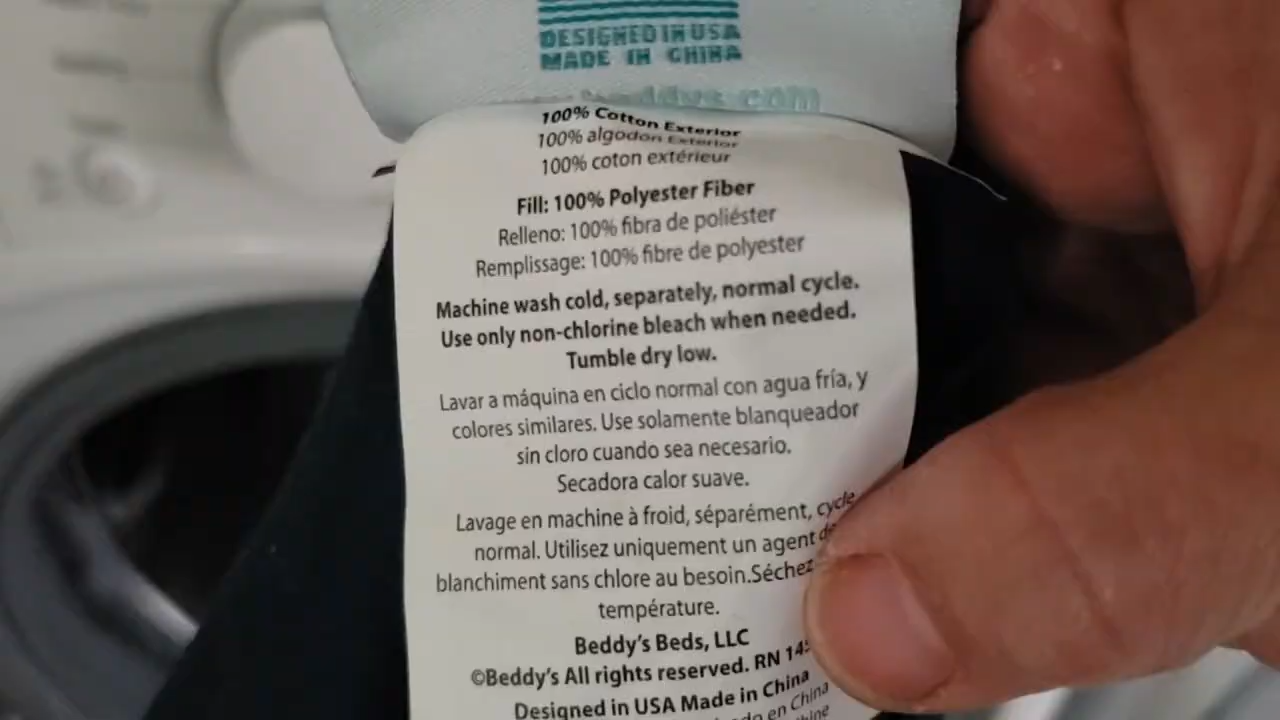 DESIGNED IN USA
MADE IN CHINA
100% Cotton Exterior
100% algodon Exterior
100% coton extérieur
Fill: 100% Polyester Fiber
Relleno: 100% fibra de poliéster
Remplissage: 100% fibre de polyester
Machine wash cold, separately, normal cycle.
Use only non-chlorine bleach when needed.
Tumble dry low.
Lavar a máquina en ciclo normal con agua fría, y
colores similares. Use solamente blanqueador
sin cloro cuando sea necesario.
Secadora calor suave.
Lavage en machine à froid, séparément, cycle
normal. Utilisez uniquement un agent
blanchiment sans chlore au besoin.Séchez
température.
Beddy's Beds, LLC
©Beddy's All rights reserved. RN
Designed in USA Made in China
en China